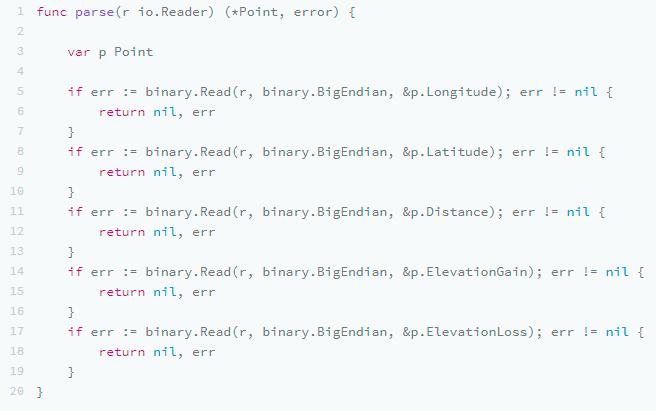 1 func parse(r io.Reader) (*Point, error) {
2
3     var p Point
4
5     if err := binary.Read(r, binary.BigEndian, &p.Longitude); err != nil {
6         return nil, err
7     }
8     if err := binary.Read(r, binary.BigEndian, &p.Latitude); err != nil {
9         return nil, err
10     }
11     if err := binary.Read(r, binary.BigEndian, &p.Distance); err != nil {
12         return nil, err
13     }
14     if err := binary.Read(r, binary.BigEndian, &p.ElevationGain); err != nil {
15         return nil, err
16     }
17     if err := binary.Read(r, binary.BigEndian, &p.ElevationLoss); err != nil {
18         return nil, err
19     }
20 }